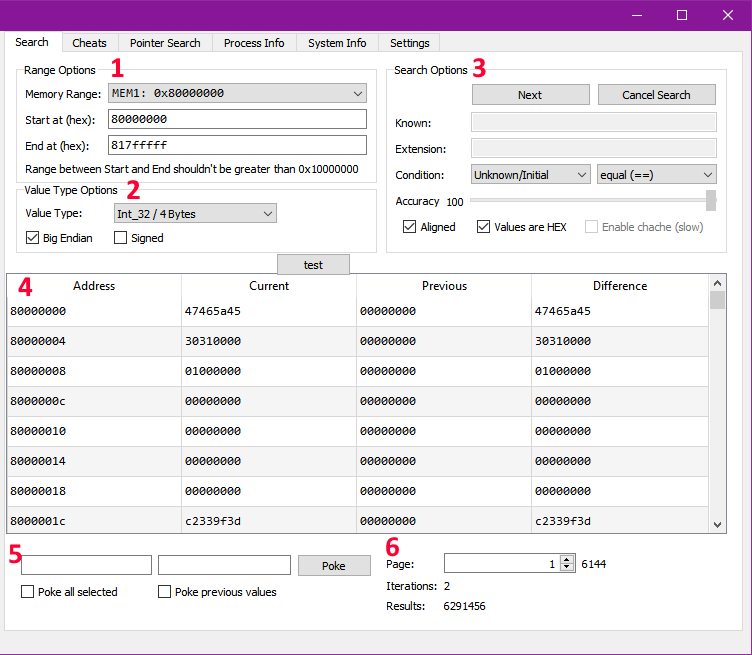 Search Cheats Pointer Search Process Info System Info Settings
Range Options 1
Memory Range: MEM1: 0x80000000
Start at (hex): 80000000
End at (hex): 817fffff
Range between Start and End shouldn't be greater than 0x10000000
Value Type Options 2
Value Type: Int_32 / 4 Bytes
Big Endian Signed
Search Options 3
Next Cancel Search
Known:
Extension:
Condition: Unknown/Initial equal (==)
Accuracy 100
Aligned Values are HEX Enable chache (slow)
test
4 Address Current Previous Difference
80000000 47465a45 00000000 47465a45
80000004 30310000 00000000 30310000
80000008 01000000 00000000 01000000
8000000c 00000000 00000000 00000000
80000010 00000000 00000000 00000000
80000014 00000000 00000000 00000000
80000018 00000000 00000000 00000000
8000001c c2339f3d 00000000 c2339f3d
5 Poke
Poke all selected Poke previous values
6
Page: 1 6144
Iterations: 2
Results: 6291456